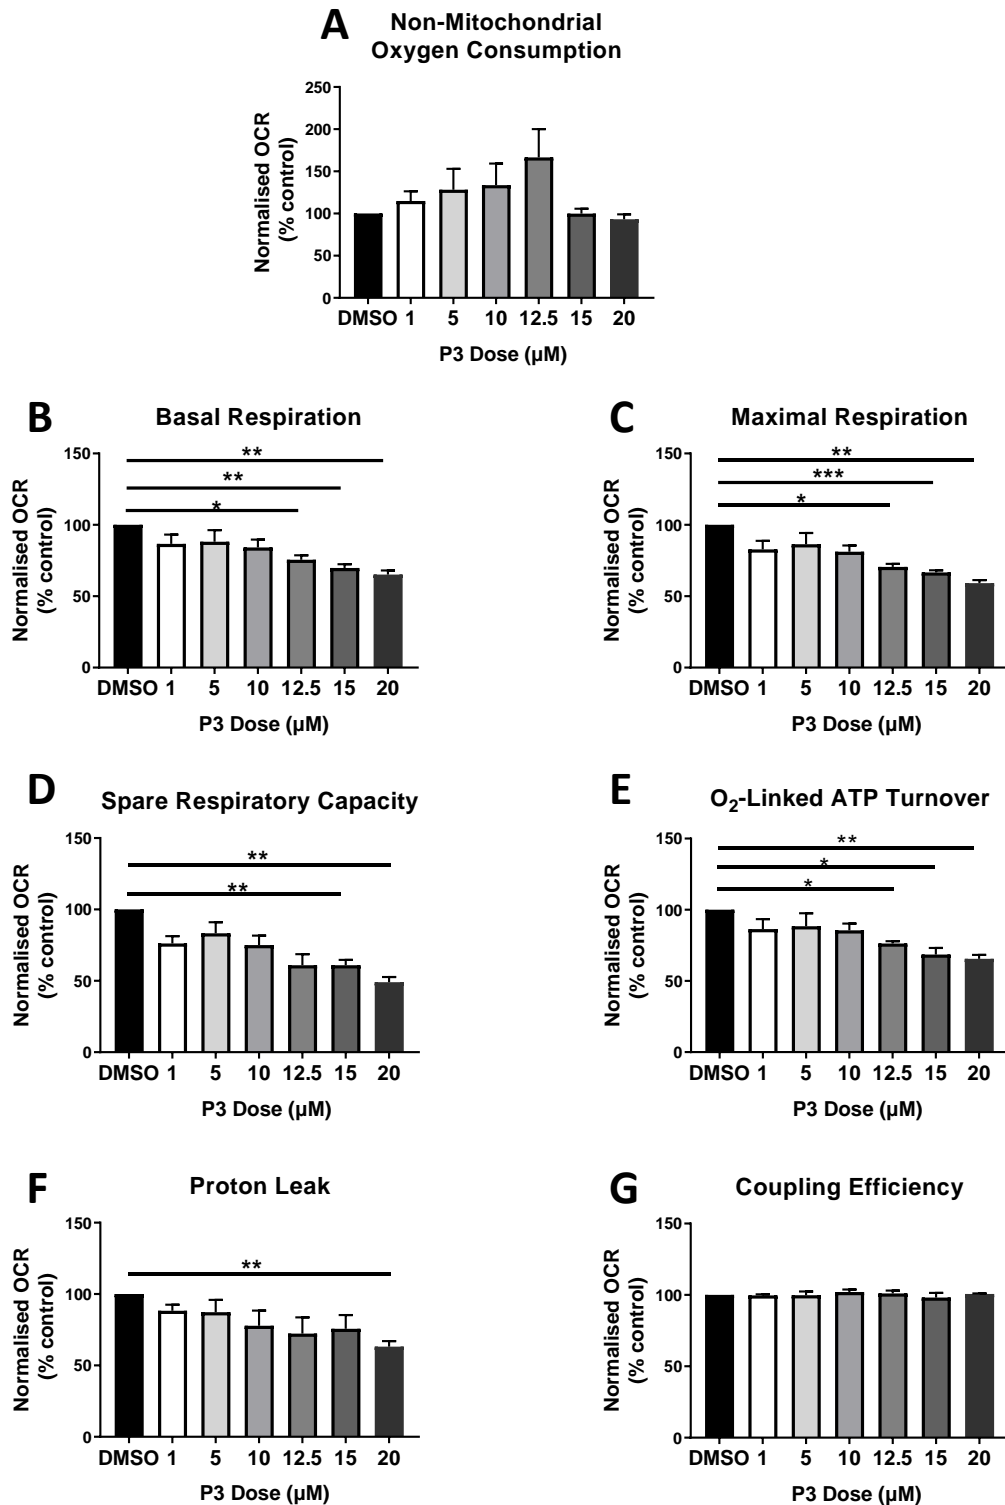 A
Non-Mitochondrial
Oxygen Consumption
Normalised OCR
(% control)
250
200
150
100
50
0
DMSO 1 5 10 12.5 15 20
P3 Dose (µM)
B
Basal Respiration
Normalised OCR
(% control)
150
100
50
0
**
**
*
DMSO 1 5 10 12.5 15 20
P3 Dose (µM)
C
Maximal Respiration
Normalised OCR
(% control)
150
100
50
0
**
***
*
DMSO 1 5 10 12.5 15 20
P3 Dose (µM)
D
Spare Respiratory Capacity
Normalised OCR
(% control)
150
100
50
0
**
**
DMSO 1 5 10 12.5 15 20
P3 Dose (µM)
E
O₂-Linked ATP Turnover
Normalised OCR
(% control)
150
100
50
0
**
*
*
DMSO 1 5 10 12.5 15 20
P3 Dose (µM)
F
Proton Leak
Normalised OCR
(% control)
150
100
50
0
**
DMSO 1 5 10 12.5 15 20
P3 Dose (µM)
G
Coupling Efficiency
Normalised OCR
(% control)
150
100
50
0
DMSO 1 5 10 12.5 15 20
P3 Dose (µM)